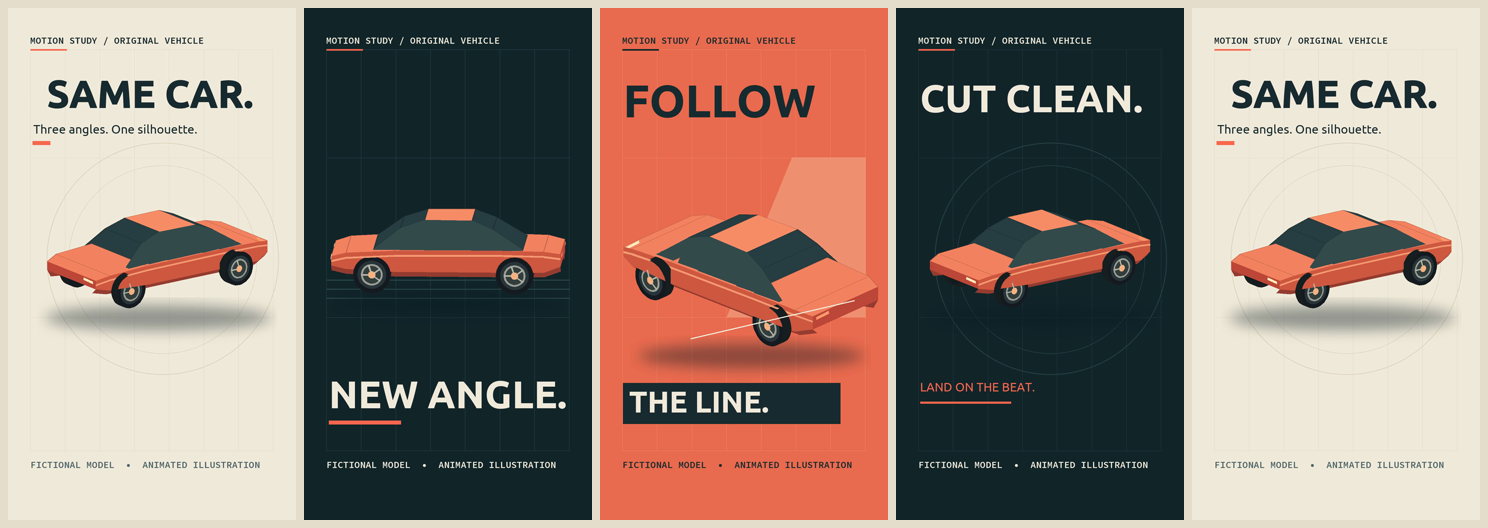 MOTION STUDY / ORIGINAL VEHICLE
SAME CAR.
Three angles. One silhouette.
FICTIONAL MODEL • ANIMATED ILLUSTRATION
MOTION STUDY / ORIGINAL VEHICLE
NEW ANGLE.
FICTIONAL MODEL • ANIMATED ILLUSTRATION
MOTION STUDY / ORIGINAL VEHICLE
FOLLOW
THE LINE.
FICTIONAL MODEL • ANIMATED ILLUSTRATION
MOTION STUDY / ORIGINAL VEHICLE
CUT CLEAN.
LAND ON THE BEAT.
FICTIONAL MODEL • ANIMATED ILLUSTRATION
MOTION STUDY / ORIGINAL VEHICLE
SAME CAR.
Three angles. One silhouette.
FICTIONAL MODEL • ANIMATED ILLUSTRATION